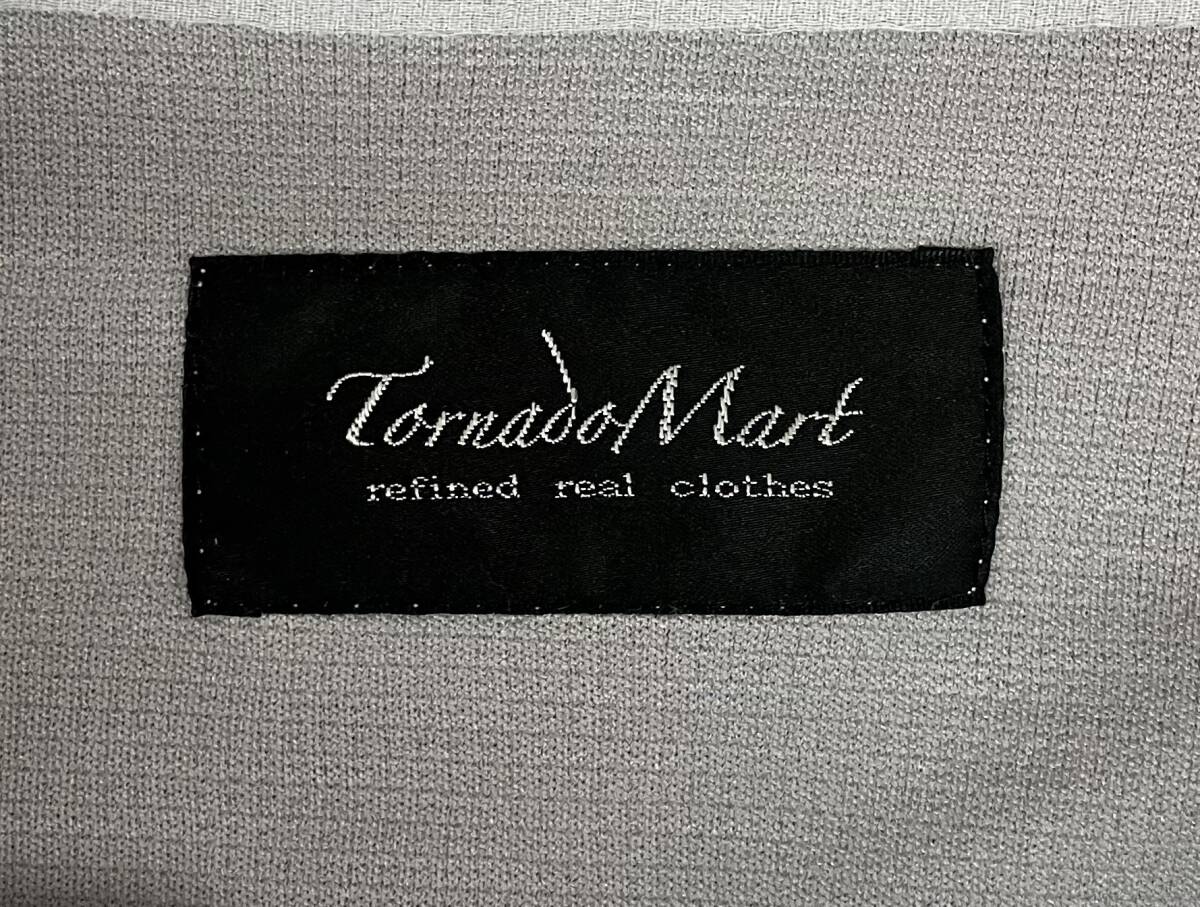 TornadoMart
refined real clothes